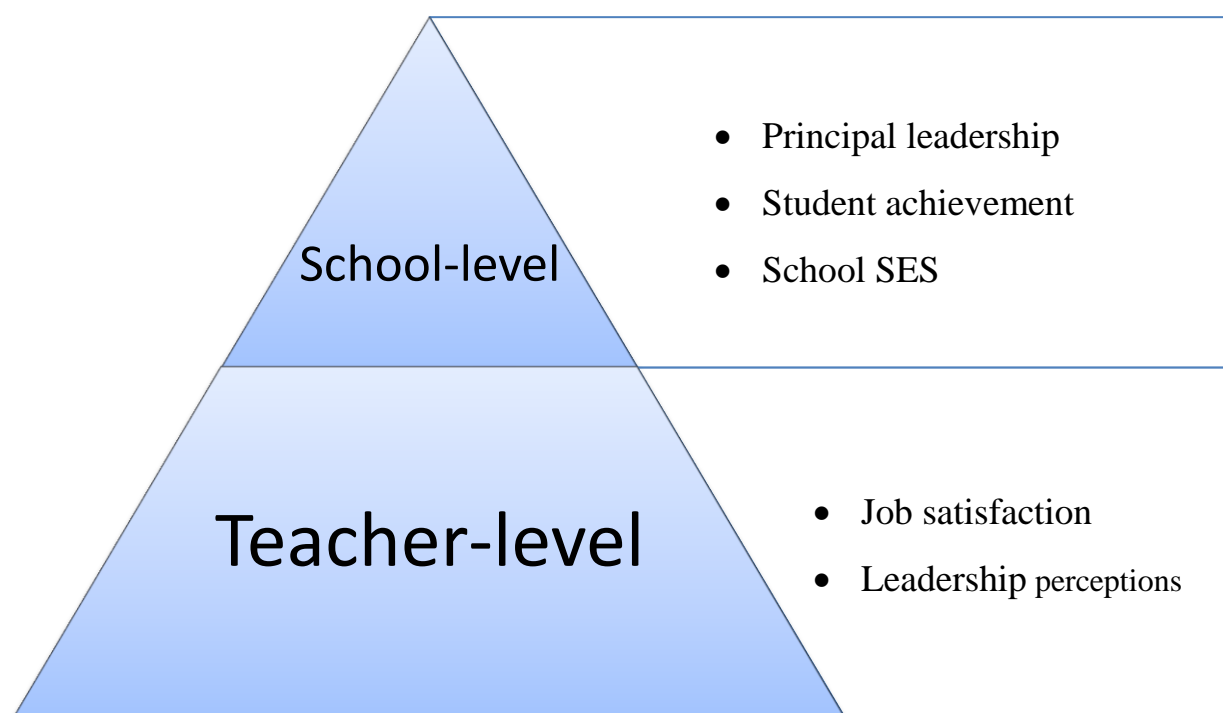 • Principal leadership
• Student achievement
School-level
• School SES
Teacher-level
• Job satisfaction
• Leadership perceptions